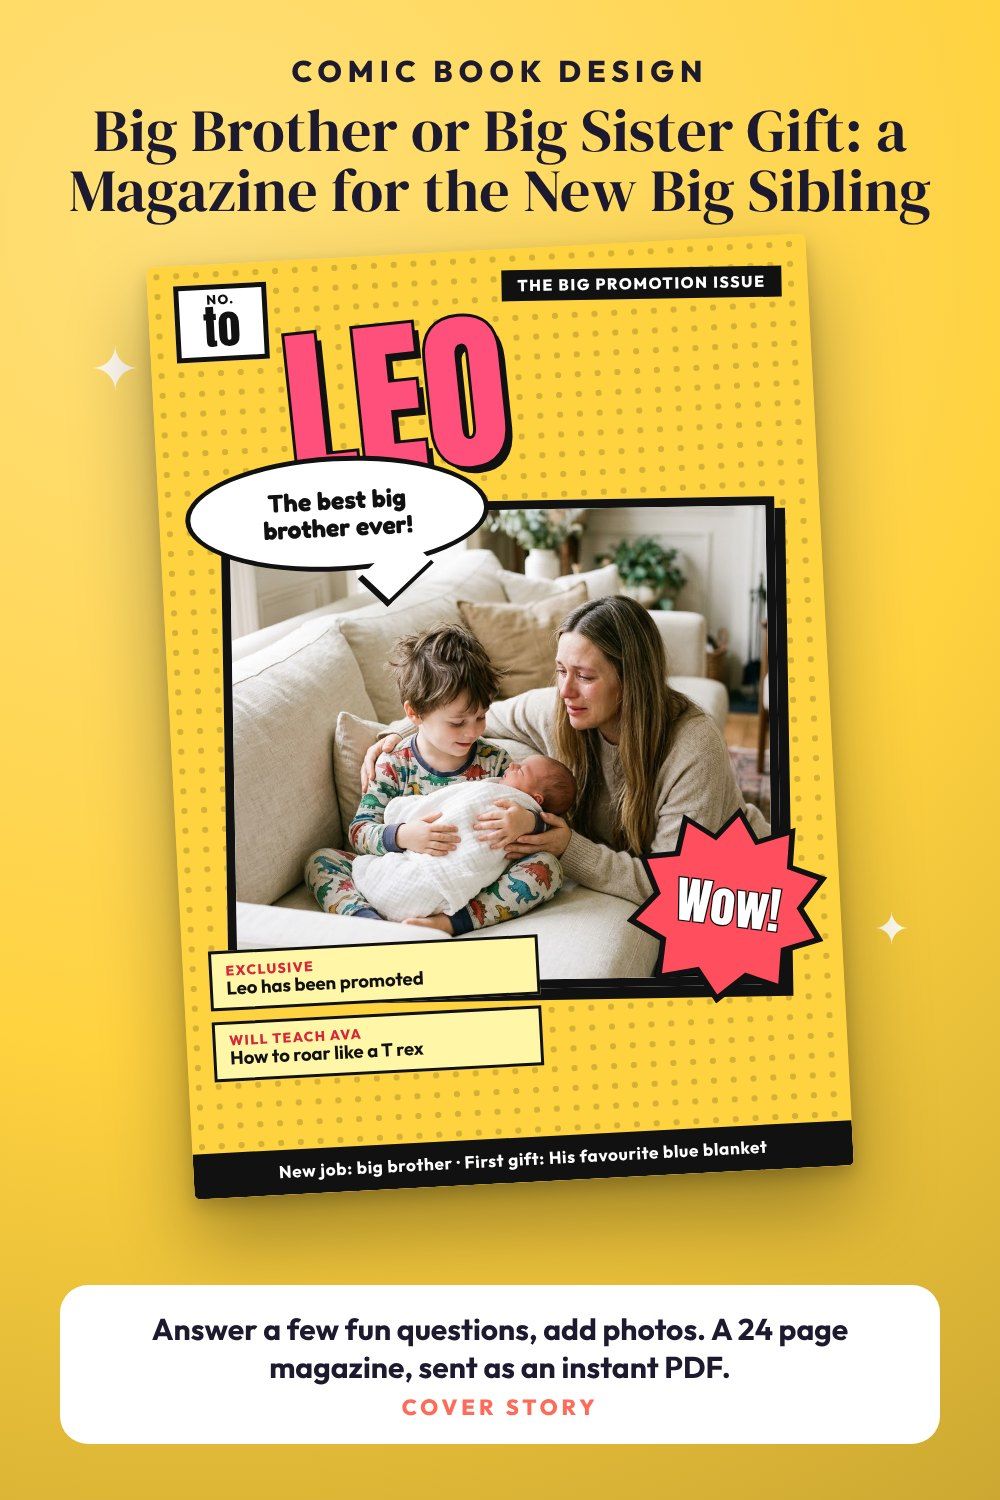 COMIC BOOK DESIGN
Big Brother or Big Sister Gift: a
Magazine for the New Big Sibling
THE BIG PROMOTION ISSUE
NO.
to
LEO
The best big
brother ever!
Wow!
EXCLUSIVE
Leo has been promoted
WILL TEACH AVA
How to roar like a T rex
New job: big brother · First gift: His favourite blue blanket
Answer a few fun questions, add photos. A 24 page
magazine, sent as an instant PDF.
COVER STORY